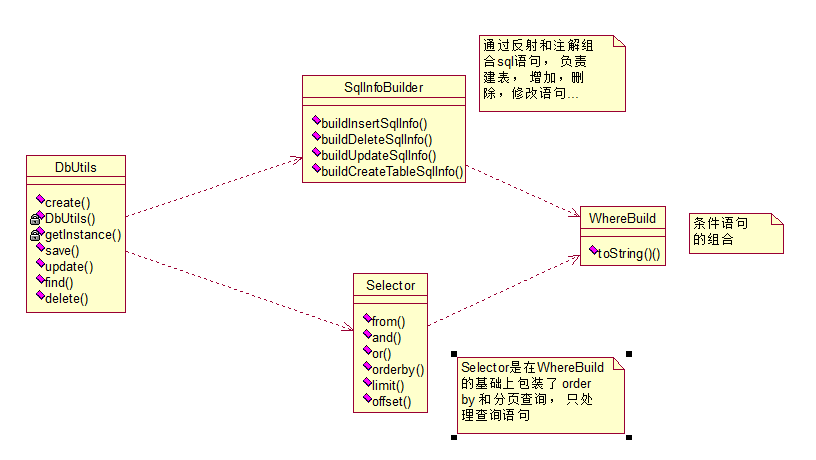 通过反射和注解组
合sql语句， 负责
建表， 增加，删
除，修改语句...
SqlInfoBuilder
buildInsertSqlInfo()
buildDeleteSqlInfo()
buildUpdateSqlInfo()
buildCreateTableSqlInfo()
DbUtils
create()
DbUtils()
getInstance()
save()
update()
find()
delete()
WhereBuild
toString()()
条件语句
的组合
Selector
from()
and()
or()
orderby()
limit()
offset()
Selector是在WhereBuild
的基础上包装了 order
by 和分页查询， 只处
理查询语句